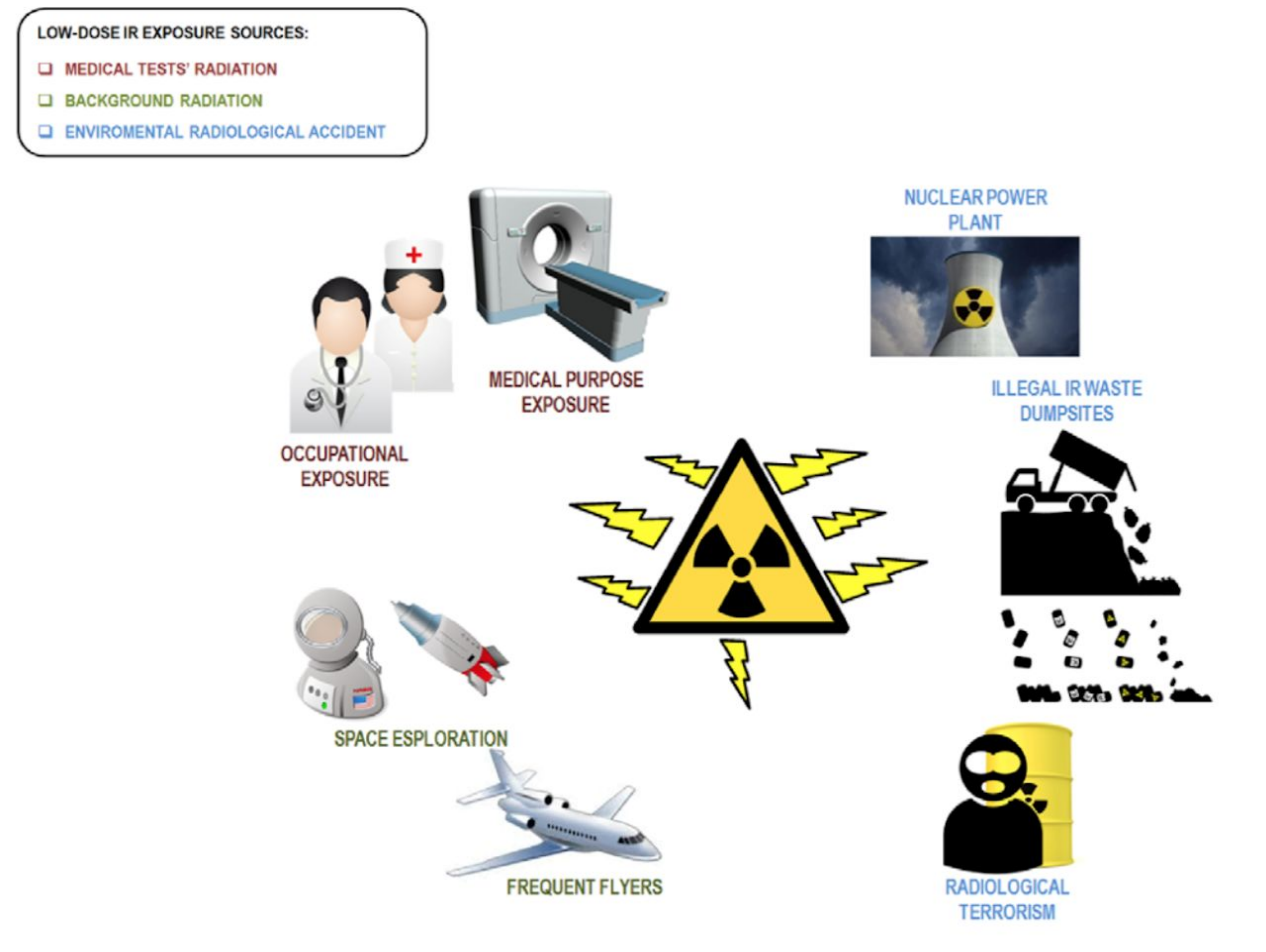 LOW-DOSE IR EXPOSURE SOURCES:
MEDICAL TESTS' RADIATION
BACKGROUND RADIATION
ENVIROMENTAL RADIOLOGICAL ACCIDENT
NUCLEAR POWER
PLANT
MEDICAL PURPOSE
EXPOSURE
ILLEGAL IR WASTE
DUMPSITES
OCCUPATIONAL
EXPOSURE
SPACE ESPLORATION
FREQUENT FLYERS
RADIOLOGICAL
TERRORISM